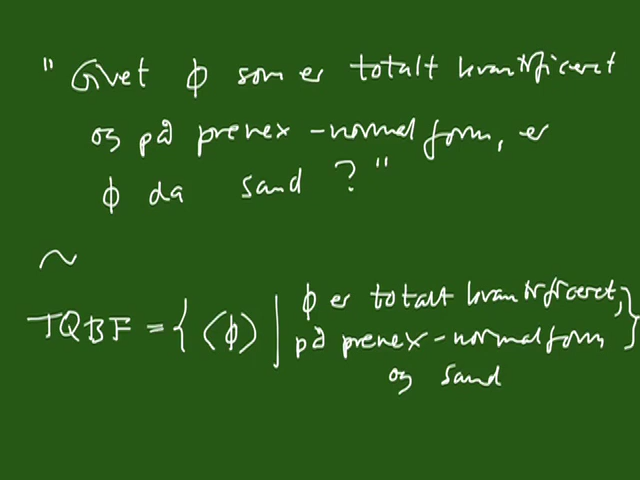 "Givet ϕ som er totalt kvantificeret
og på prenex-normalform, er
ϕ da sand?"
~
TQBF = {⟨ϕ⟩ | ϕ er totalt kvantificeret,
på prenex-normalform
og sand}